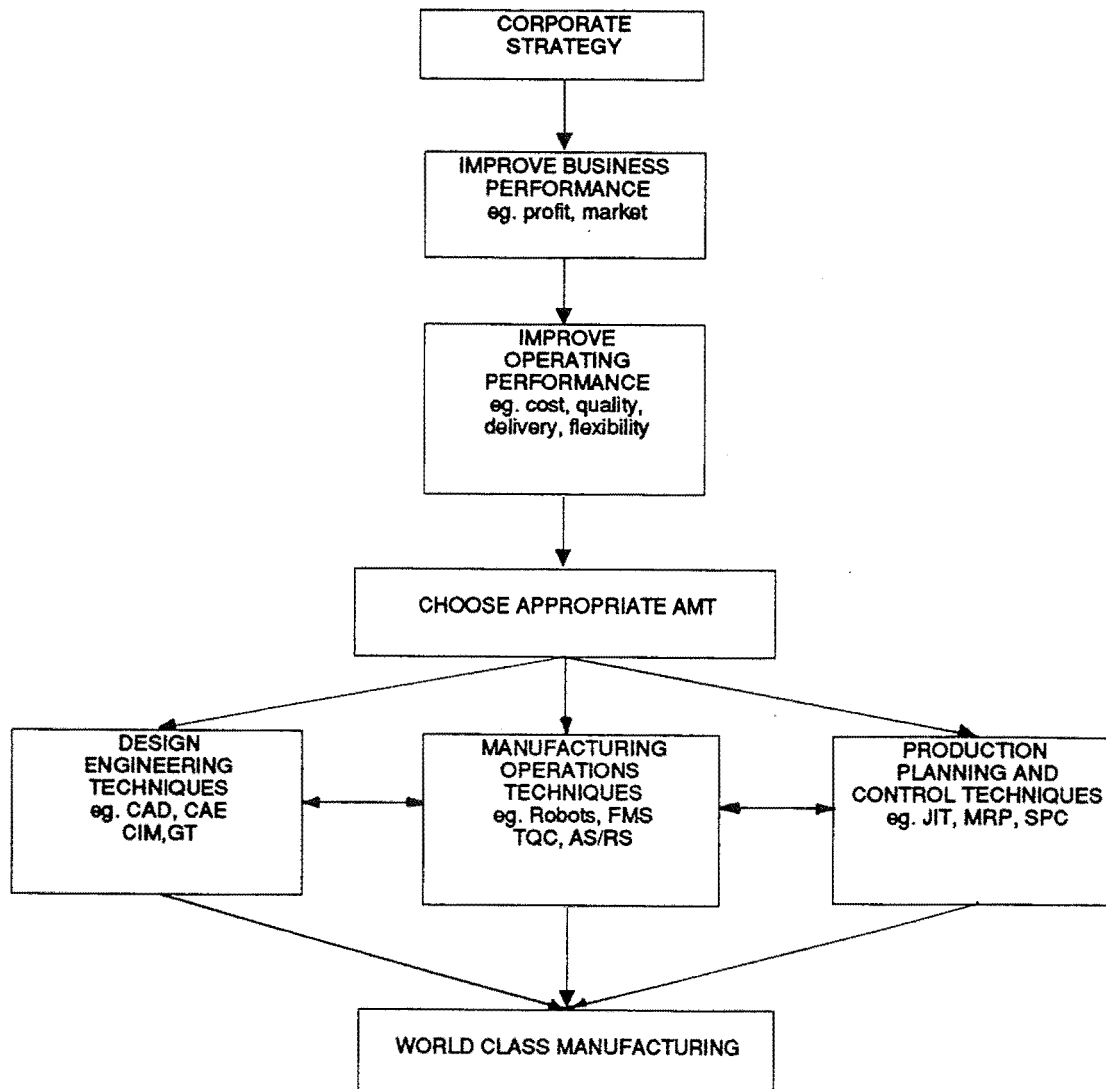 CORPORATE
STRATEGY
IMPROVE BUSINESS
PERFORMANCE
eg. profit, market
IMPROVE
OPERATING
PERFORMANCE
eg. cost, quality,
delivery, flexibility
CHOOSE APPROPRIATE AMT
DESIGN
ENGINEERING
TECHNIQUES
eg. CAD, CAE
CIM,GT
MANUFACTURING
OPERATIONS
TECHNIQUES
eg. Robots, FMS
TQC, AS/RS
PRODUCTION
PLANNING AND
CONTROL TECHNIQUES
eg. JIT, MRP, SPC
WORLD CLASS MANUFACTURING